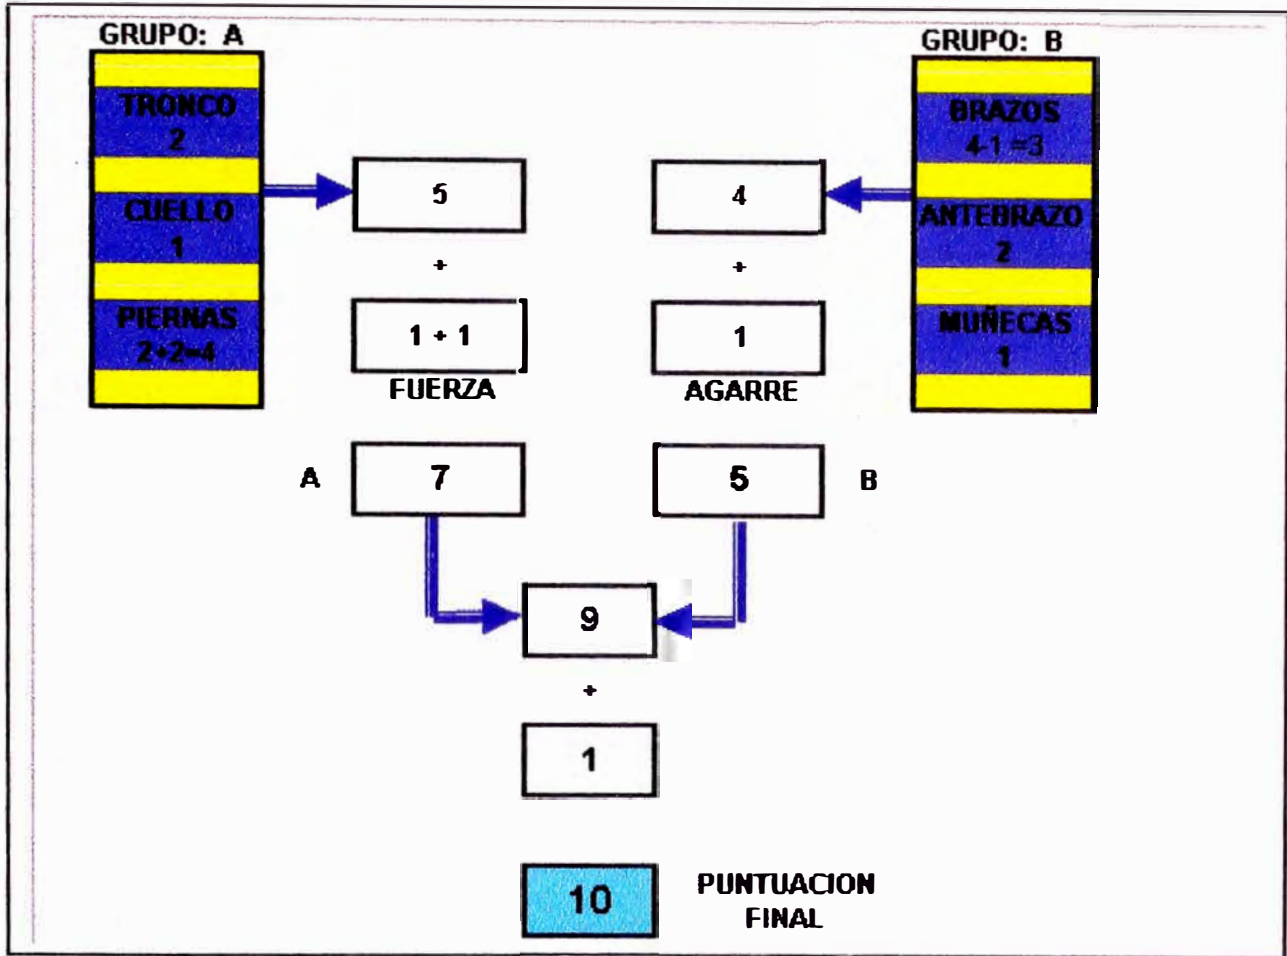 GRUPO: A
TRONCO
2
CUELLO
1
PIERNAS
2+2=4
5
+
1 + 1
FUERZA
A
7
GRUPO: B
BRAZOS
4-1 =3
ANTEBRAZO
2
MUÑECAS
1
4
+
1
AGARRE
5
B
9
+
1
10
PUNTUACION
FINAL